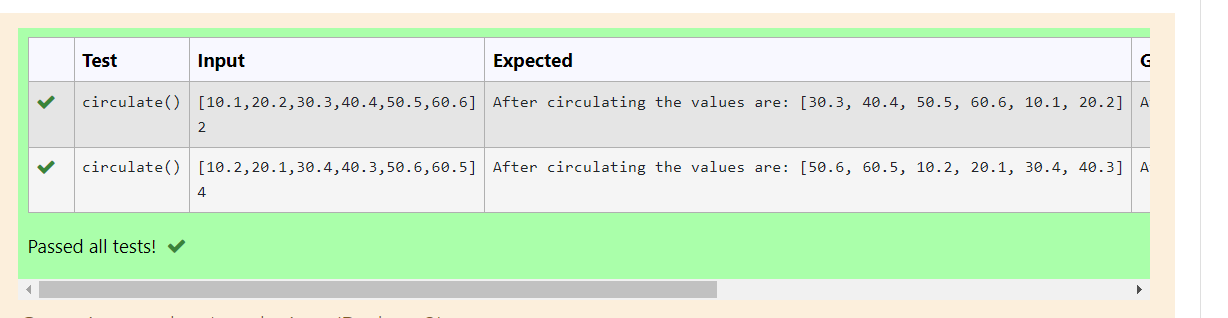 Test Input Expected
circulate() [10.1,20.2,30.3,40.4,50.5,60.6] After circulating the values are: [30.3, 40.4, 50.5, 60.6, 10.1, 20.2]
2
circulate() [10.2,20.1,30.4,40.3,50.6,60.5] After circulating the values are: [50.6, 60.5, 10.2, 20.1, 30.4, 40.3]
4
Passed all tests!